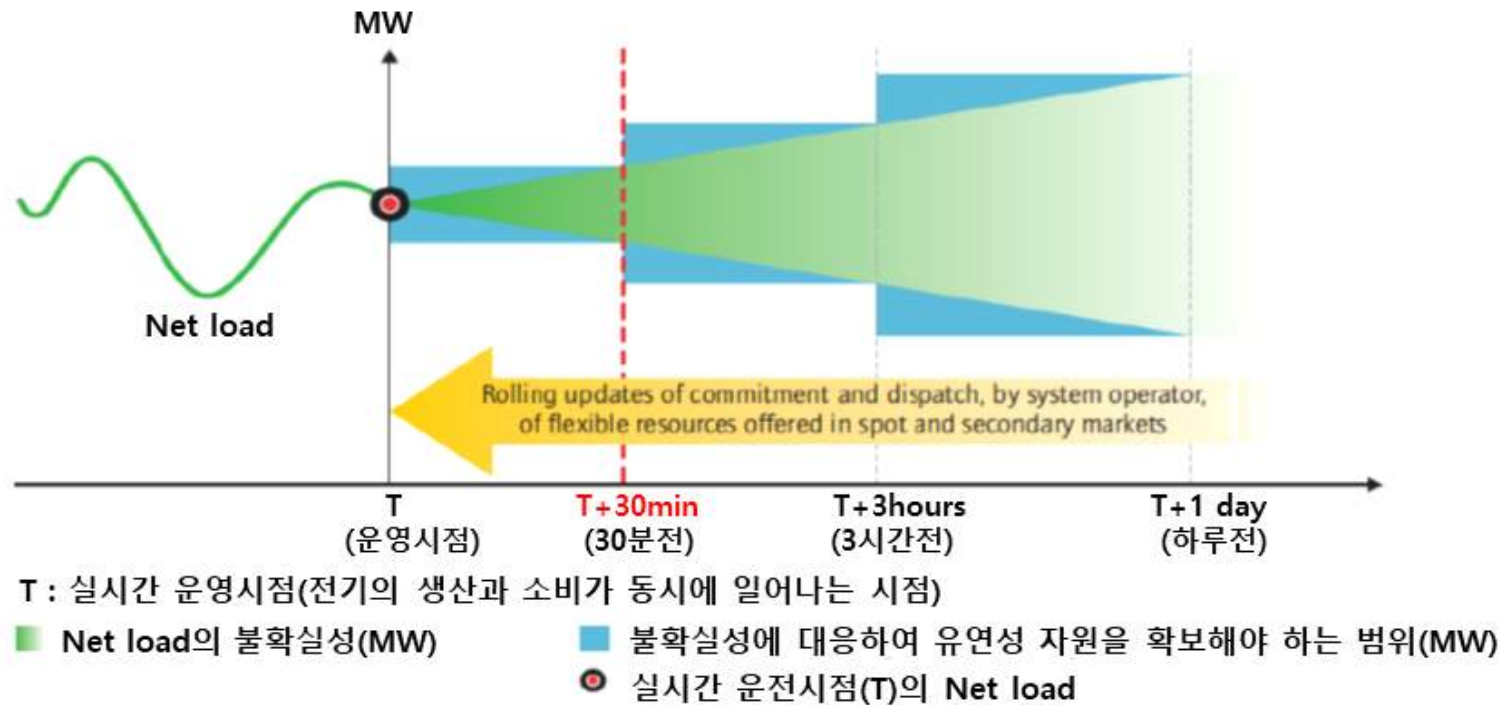 MW
Net load
Rolling updates of commitment and dispatch, by system operator,
of flexible resources offered in spot and secondary markets
T
(운영시점)
T+30min
(30분전)
T+3hours
(3시간전)
T+1 day
(하루전)
T : 실시간 운영시점(전기의 생산과 소비가 동시에 일어나는 시점)
Net load의 불확실성(MW)
불확실성에 대응하여 유연성 자원을 확보해야 하는 범위(MW)
실시간 운전시점(T)의 Net load